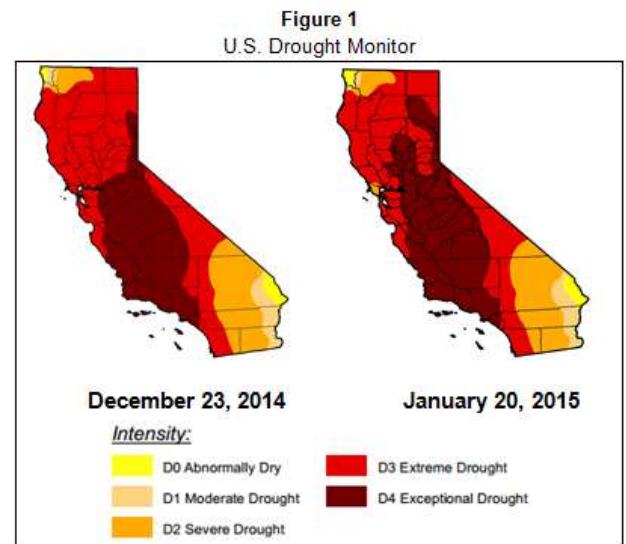 Figure 1
U.S. Drought Monitor
December 23, 2014
January 20, 2015
Intensity:
D0 Abnormally Dry
D1 Moderate Drought
D2 Severe Drought
D3 Extreme Drought
D4 Exceptional Drought